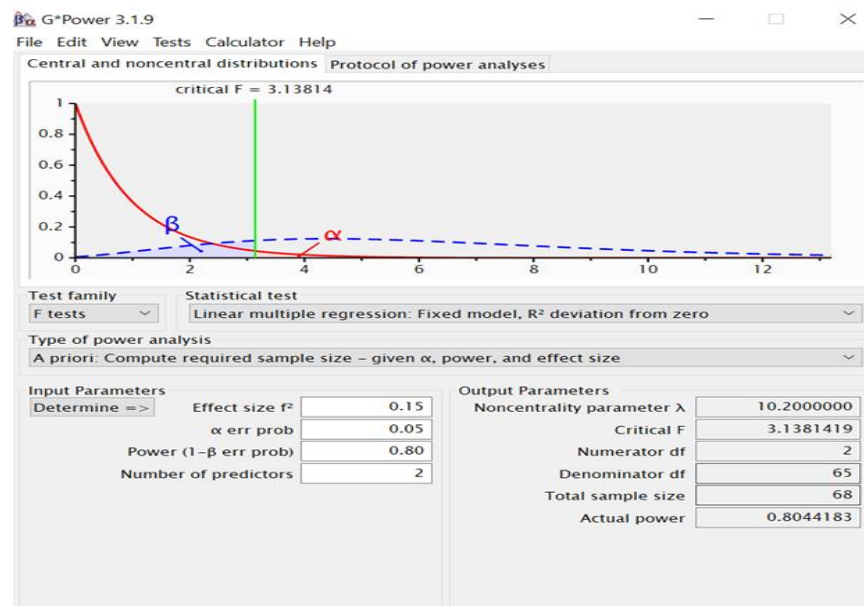 βα G*Power 3.1.9
File Edit View Tests Calculator Help
Central and noncentral distributions Protocol of power analyses
critical F = 3.13814
1
0.8
0.6
0.4
0.2
0
β
α
0 2 4 6 8 10 12
Test family Statistical test
F tests Linear multiple regression: Fixed model, R² deviation from zero
Type of power analysis
A priori: Compute required sample size – given α, power, and effect size
Input Parameters
Determine => Effect size f² 0.15
α err prob 0.05
Power (1–β err prob) 0.80
Number of predictors 2
Output Parameters
Noncentrality parameter λ 10.2000000
Critical F 3.1381419
Numerator df 2
Denominator df 65
Total sample size 68
Actual power 0.8044183